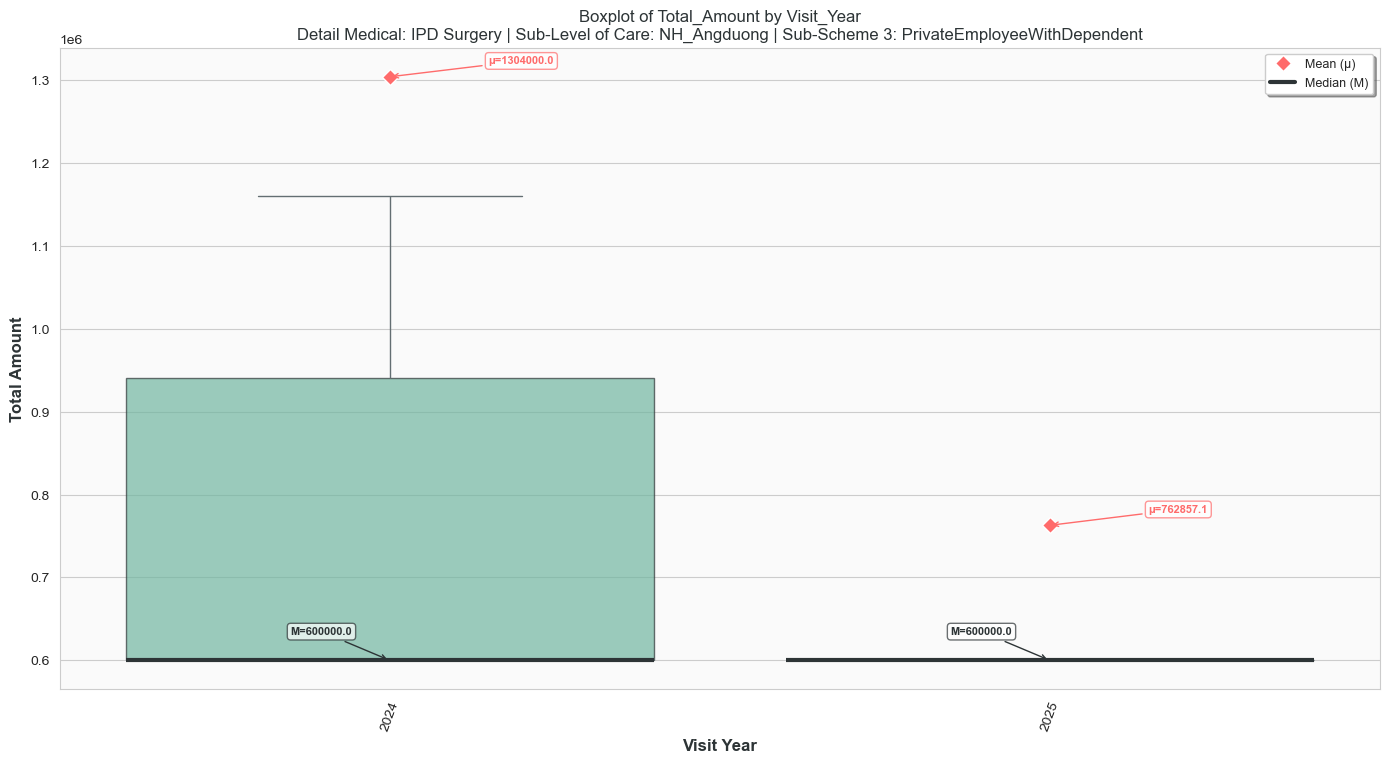 Boxplot of Total_Amount by Visit_Year
Detail Medical: IPD Surgery | Sub-Level of Care: NH_Angduong | Sub-Scheme 3: PrivateEmployeeWithDependent
1e6
μ=1304000.0
Mean (μ)
Median (M)
1.3
1.2
1.1
1.0
0.9
0.8
0.7
0.6
Total Amount
μ=762857.1
M=600000.0
M=600000.0
2024
2025
Visit Year